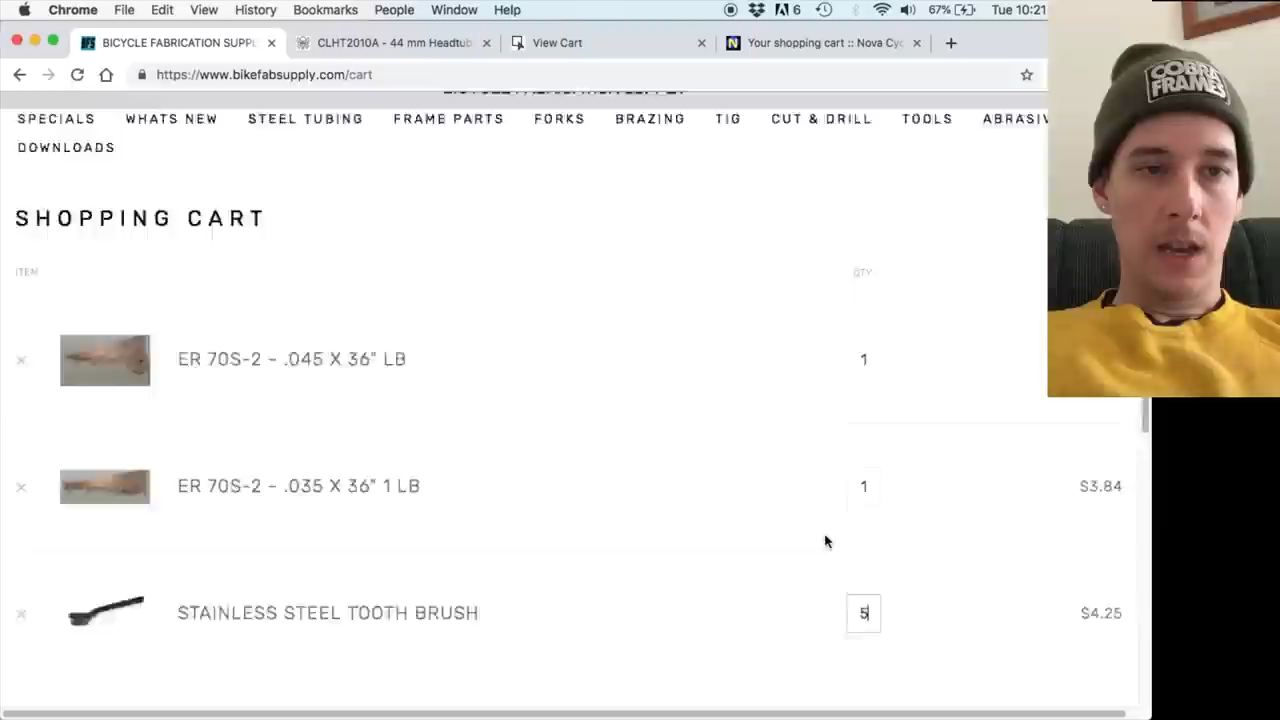 Chrome File Edit View History Bookmarks People Window Help 6 67% Tue 10:21
BICYCLE FABRICATION SUPPL CLHT2010A - 44 mm Headtub View Cart Your shopping cart :: Nova Cyc
https://www.bikefabsupply.com/cart
SPECIALS WHATS NEW STEEL TUBING FRAME PARTS FORKS BRAZING TIG CUT & DRILL TOOLS ABRASIV
DOWNLOADS
SHOPPING CART
ITEM QTY
ER 70S-2 - .045 X 36" LB 1
ER 70S-2 - .035 X 36" 1 LB 1 $3.84
STAINLESS STEEL TOOTH BRUSH 5 $4.25
COBRA
FRAMES